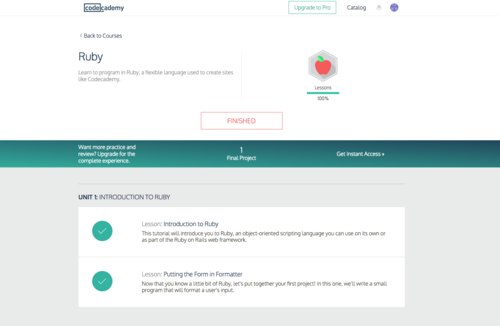 codecademy
Upgrade to Pro
Catalog
Back to Courses
Ruby
Learn to program in Ruby, a flexible language used to create sites
like Codecademy.
Lessons
100%
FINISHED
Want more practice and
review? Upgrade for the
complete experience.
1
Final Project
Get Instant Access »
UNIT 1: INTRODUCTION TO RUBY
Lesson: Introduction to Ruby
This tutorial will introduce you to Ruby, an object-oriented scripting language you can use on its own or
as part of the Ruby on Rails web framework.
Lesson: Putting the Form in Formatter
Now that you know a little bit of Ruby, let's put together your first project! In this one, we'll write a small
program that will format a user's input.